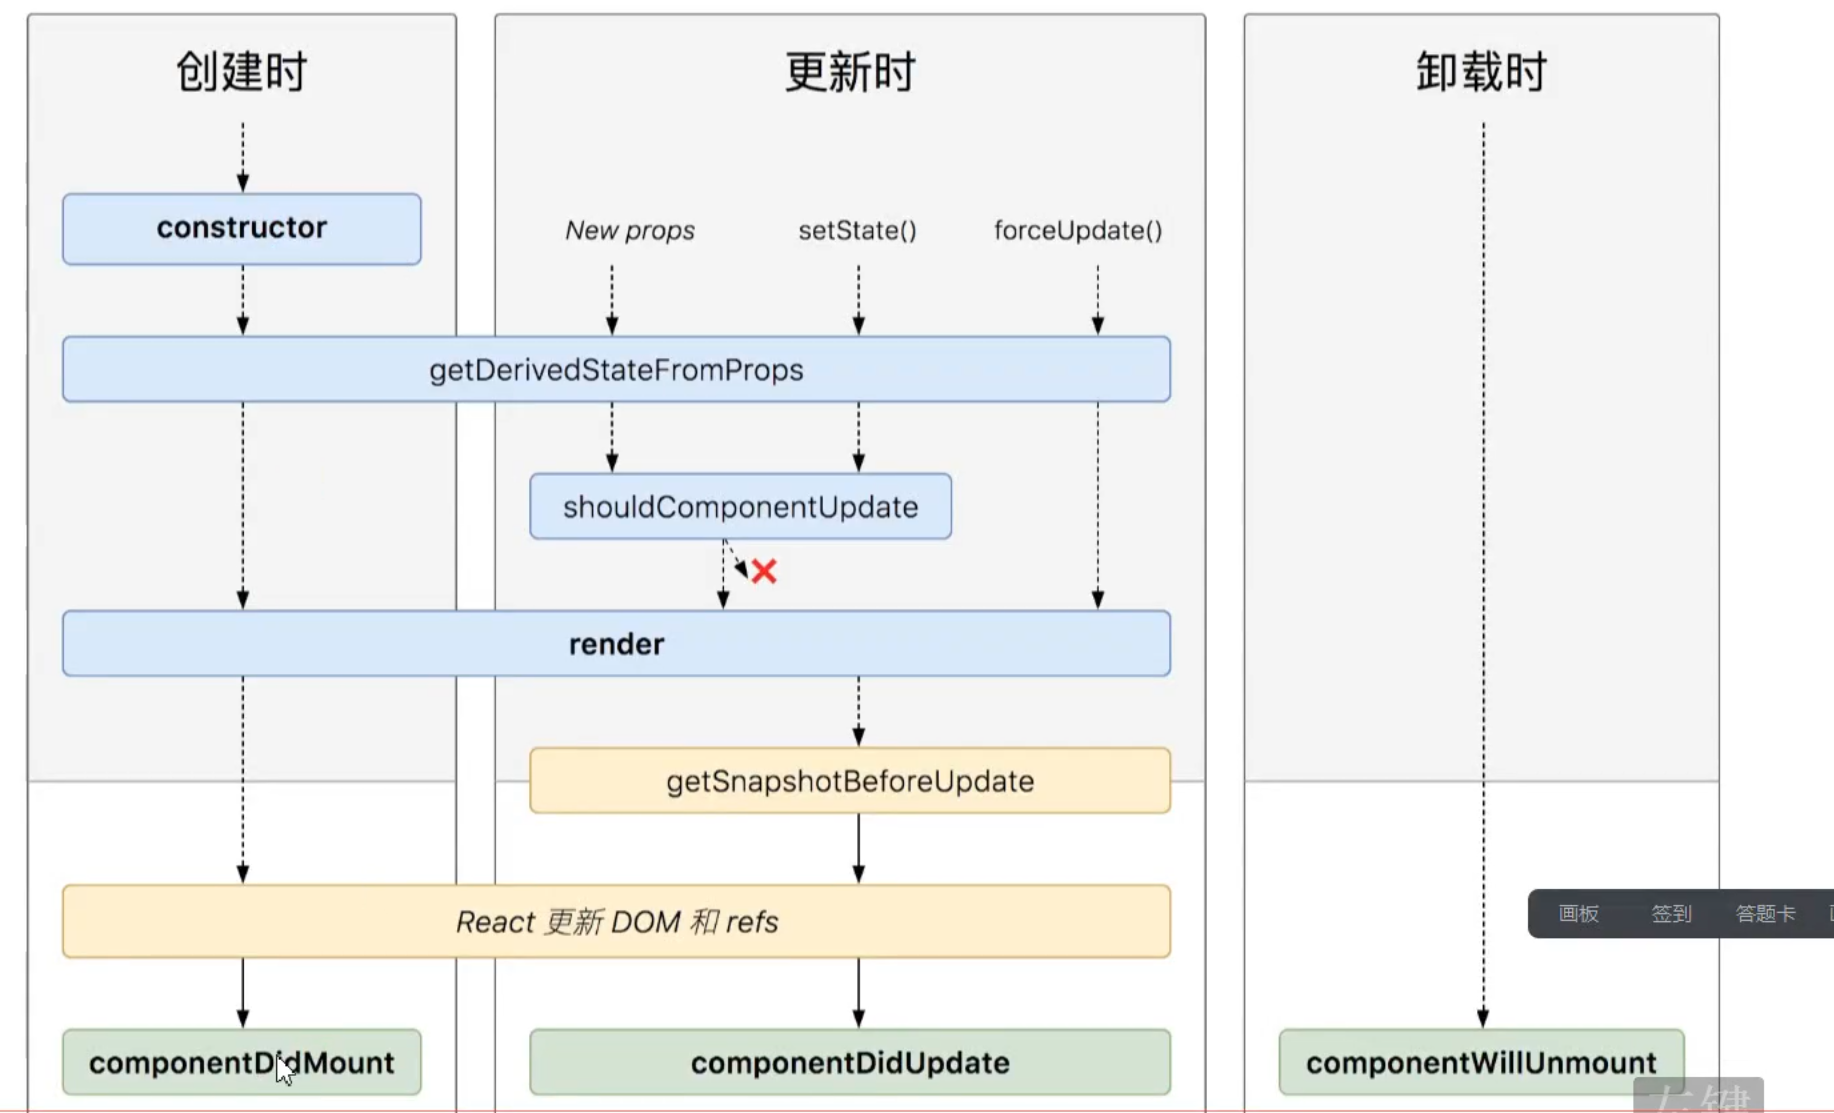 创建时
更新时
卸载时
constructor
New props
setState()
forceUpdate()
getDerivedStateFromProps
shouldComponentUpdate
render
getSnapshotBeforeUpdate
React 更新 DOM 和 refs
画板
签到
答题卡
componentDidMount
componentDidUpdate
componentWillUnmount